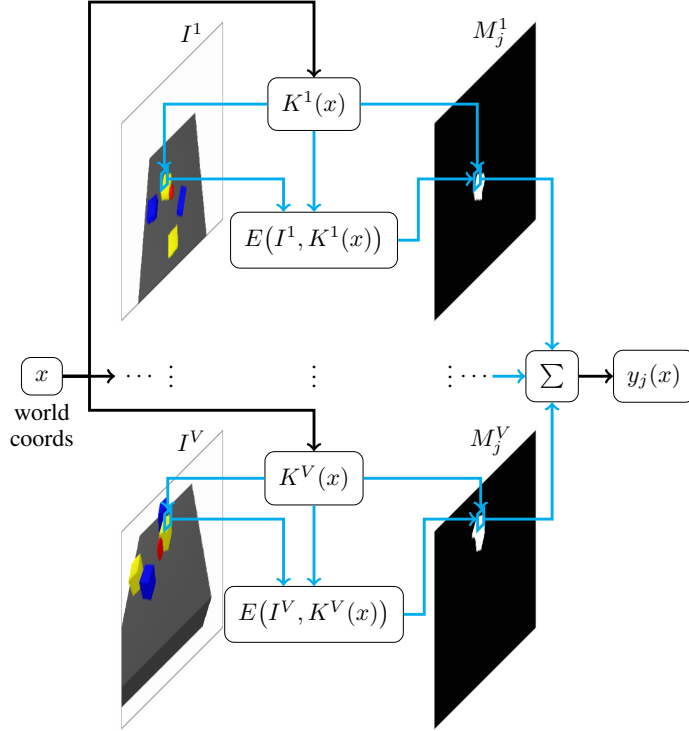 I^1
M_j^1
K^1(x)
E(I^1, K^1(x))
x
··· ⋮ ⋮ ⋮ ···
∑
y_j(x)
world
coords
I^V
M_j^V
K^V(x)
E(I^V, K^V(x))